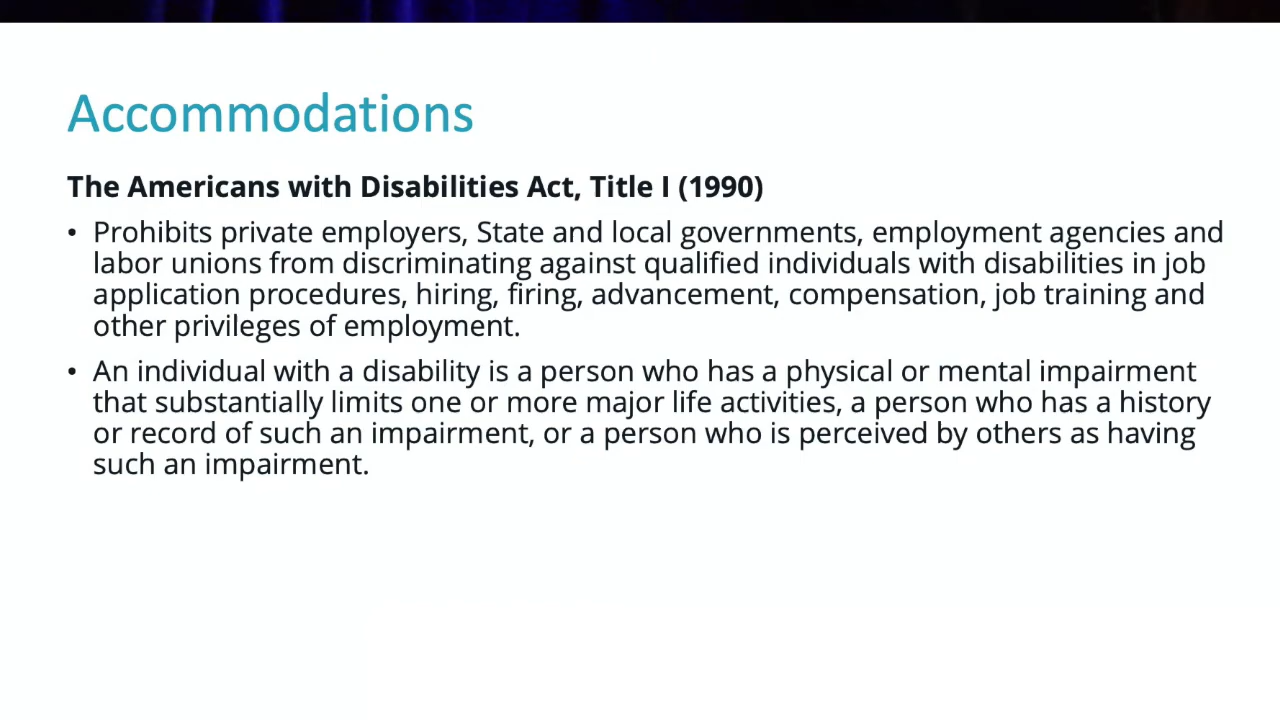 Accommodations
The Americans with Disabilities Act, Title I (1990)
• Prohibits private employers, State and local governments, employment agencies and
labor unions from discriminating against qualified individuals with disabilities in job
application procedures, hiring, firing, advancement, compensation, job training and
other privileges of employment.
• An individual with a disability is a person who has a physical or mental impairment
that substantially limits one or more major life activities, a person who has a history
or record of such an impairment, or a person who is perceived by others as having
such an impairment.